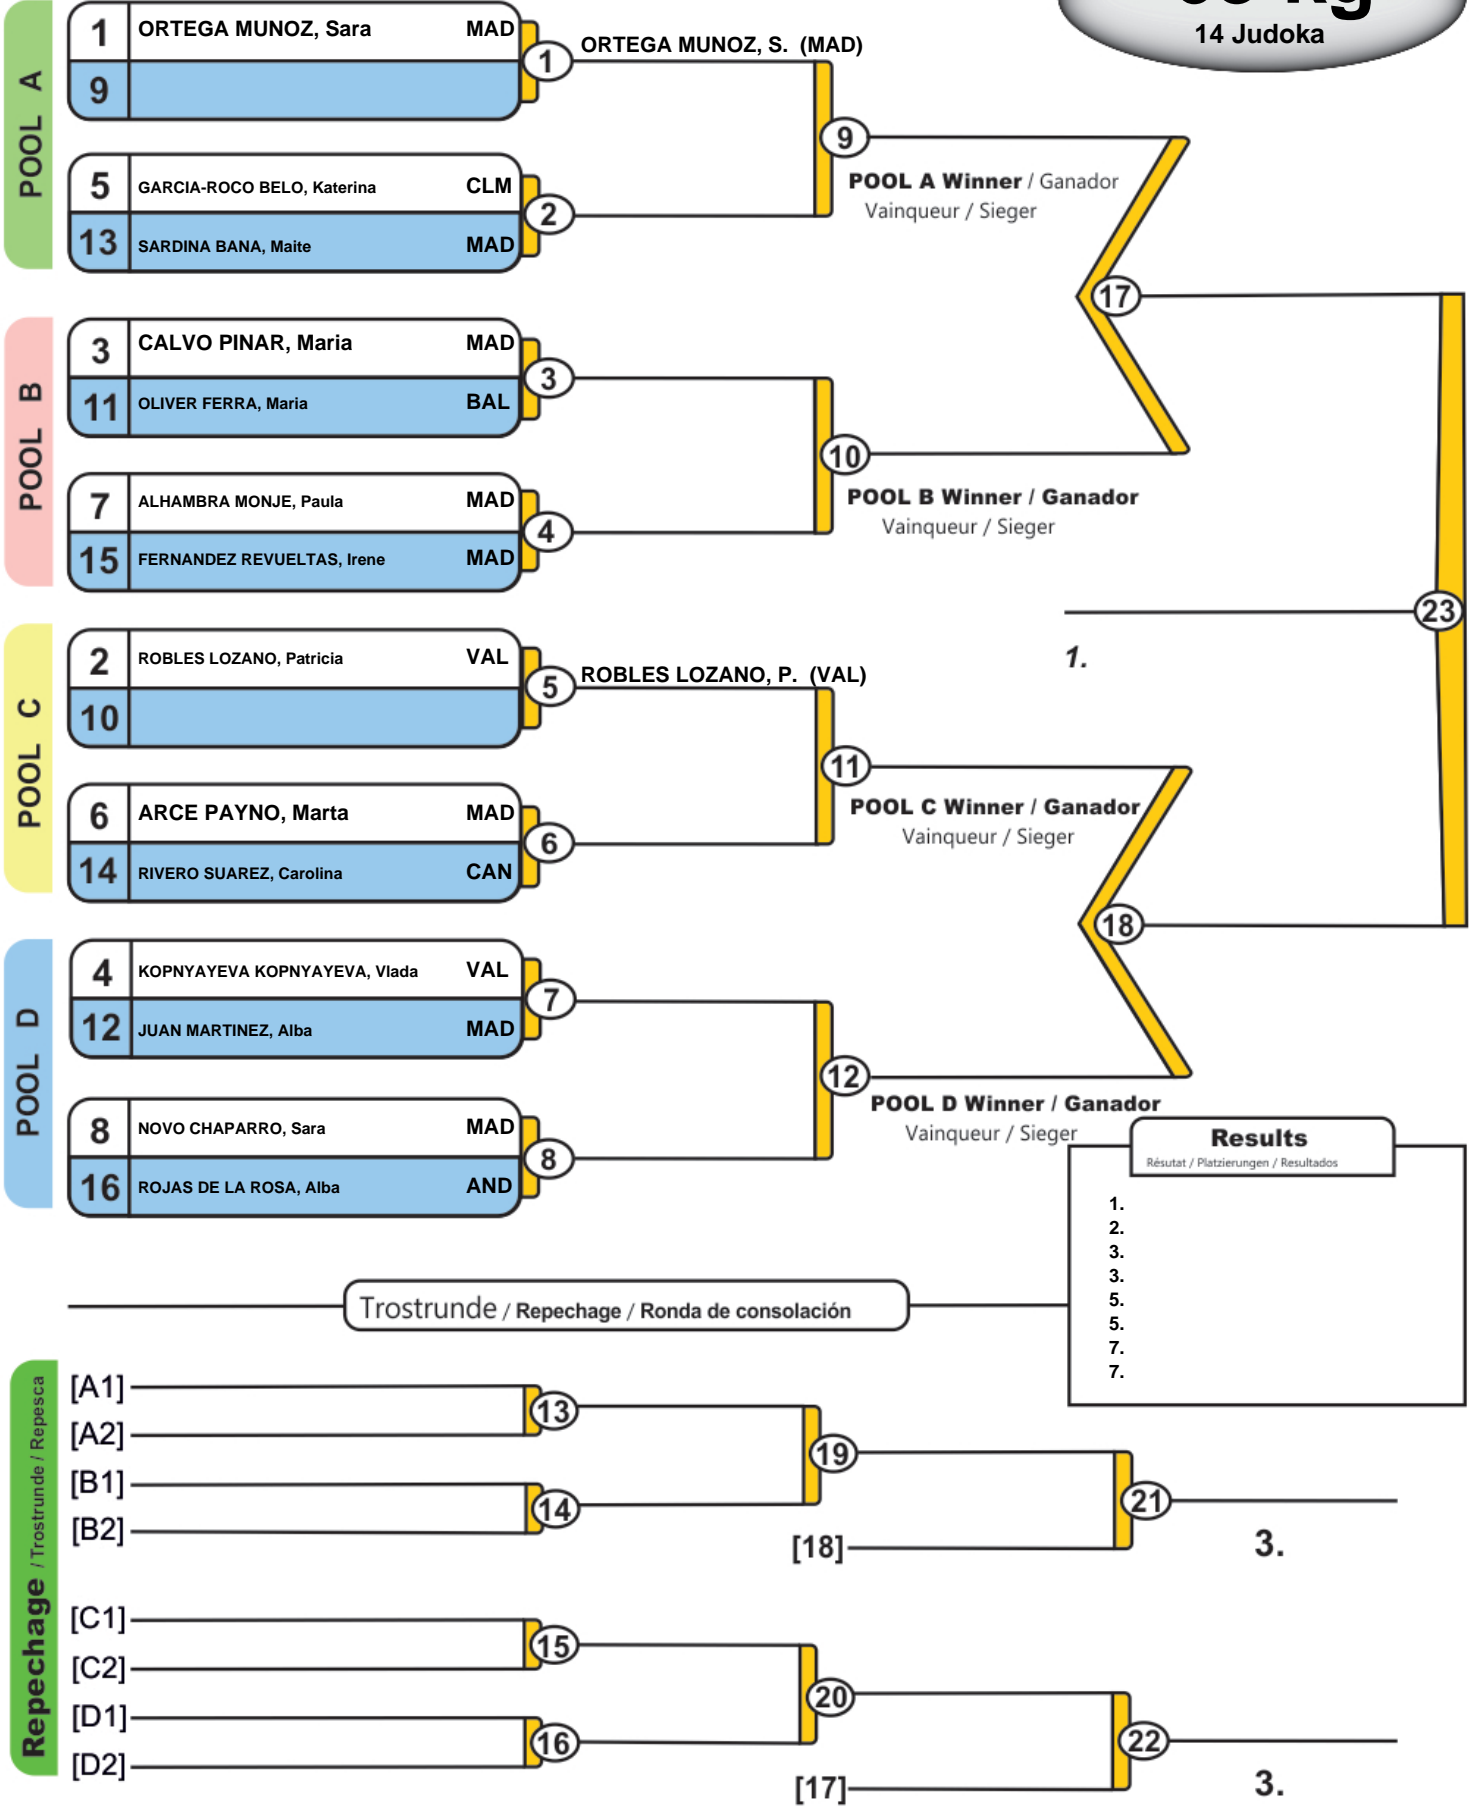 14 Judoka
POOL A
1 ORTEGA MUNOZ, Sara MAD
9
1
ORTEGA MUNOZ, S. (MAD)
5 GARCIA-ROCO BELO, Katerina CLM
13 SARDINA BANA, Maite MAD
2
9
POOL A Winner / Ganador
Vainqueur / Sieger
17
POOL B
3 CALVO PINAR, Maria MAD
11 OLIVER FERRA, Maria BAL
3
7 ALHAMBRA MONJE, Paula MAD
15 FERNANDEZ REVUELTAS, Irene MAD
4
10
POOL B Winner / Ganador
Vainqueur / Sieger
23
1.
POOL C
2 ROBLES LOZANO, Patricia VAL
10
5
ROBLES LOZANO, P. (VAL)
6 ARCE PAYNO, Marta MAD
14 RIVERO SUAREZ, Carolina CAN
6
11
POOL C Winner / Ganador
Vainqueur / Sieger
18
POOL D
4 KOPNYAYEVA KOPNYAYEVA, Vlada VAL
12 JUAN MARTINEZ, Alba MAD
7
8 NOVO CHAPARRO, Sara MAD
16 ROJAS DE LA ROSA, Alba AND
8
12
POOL D Winner / Ganador
Vainqueur / Sieger
Results
Résutat / Platzierungen / Resultados
1.
2.
3.
3.
5.
5.
7.
7.
Trostrunde / Repechage / Ronda de consolación
Repechage / Trostrunde / Repesca
[A1]
[A2]
13
[B1]
[B2]
14
19
[18]
21
3.
[C1]
[C2]
15
[D1]
[D2]
16
20
[17]
22
3.